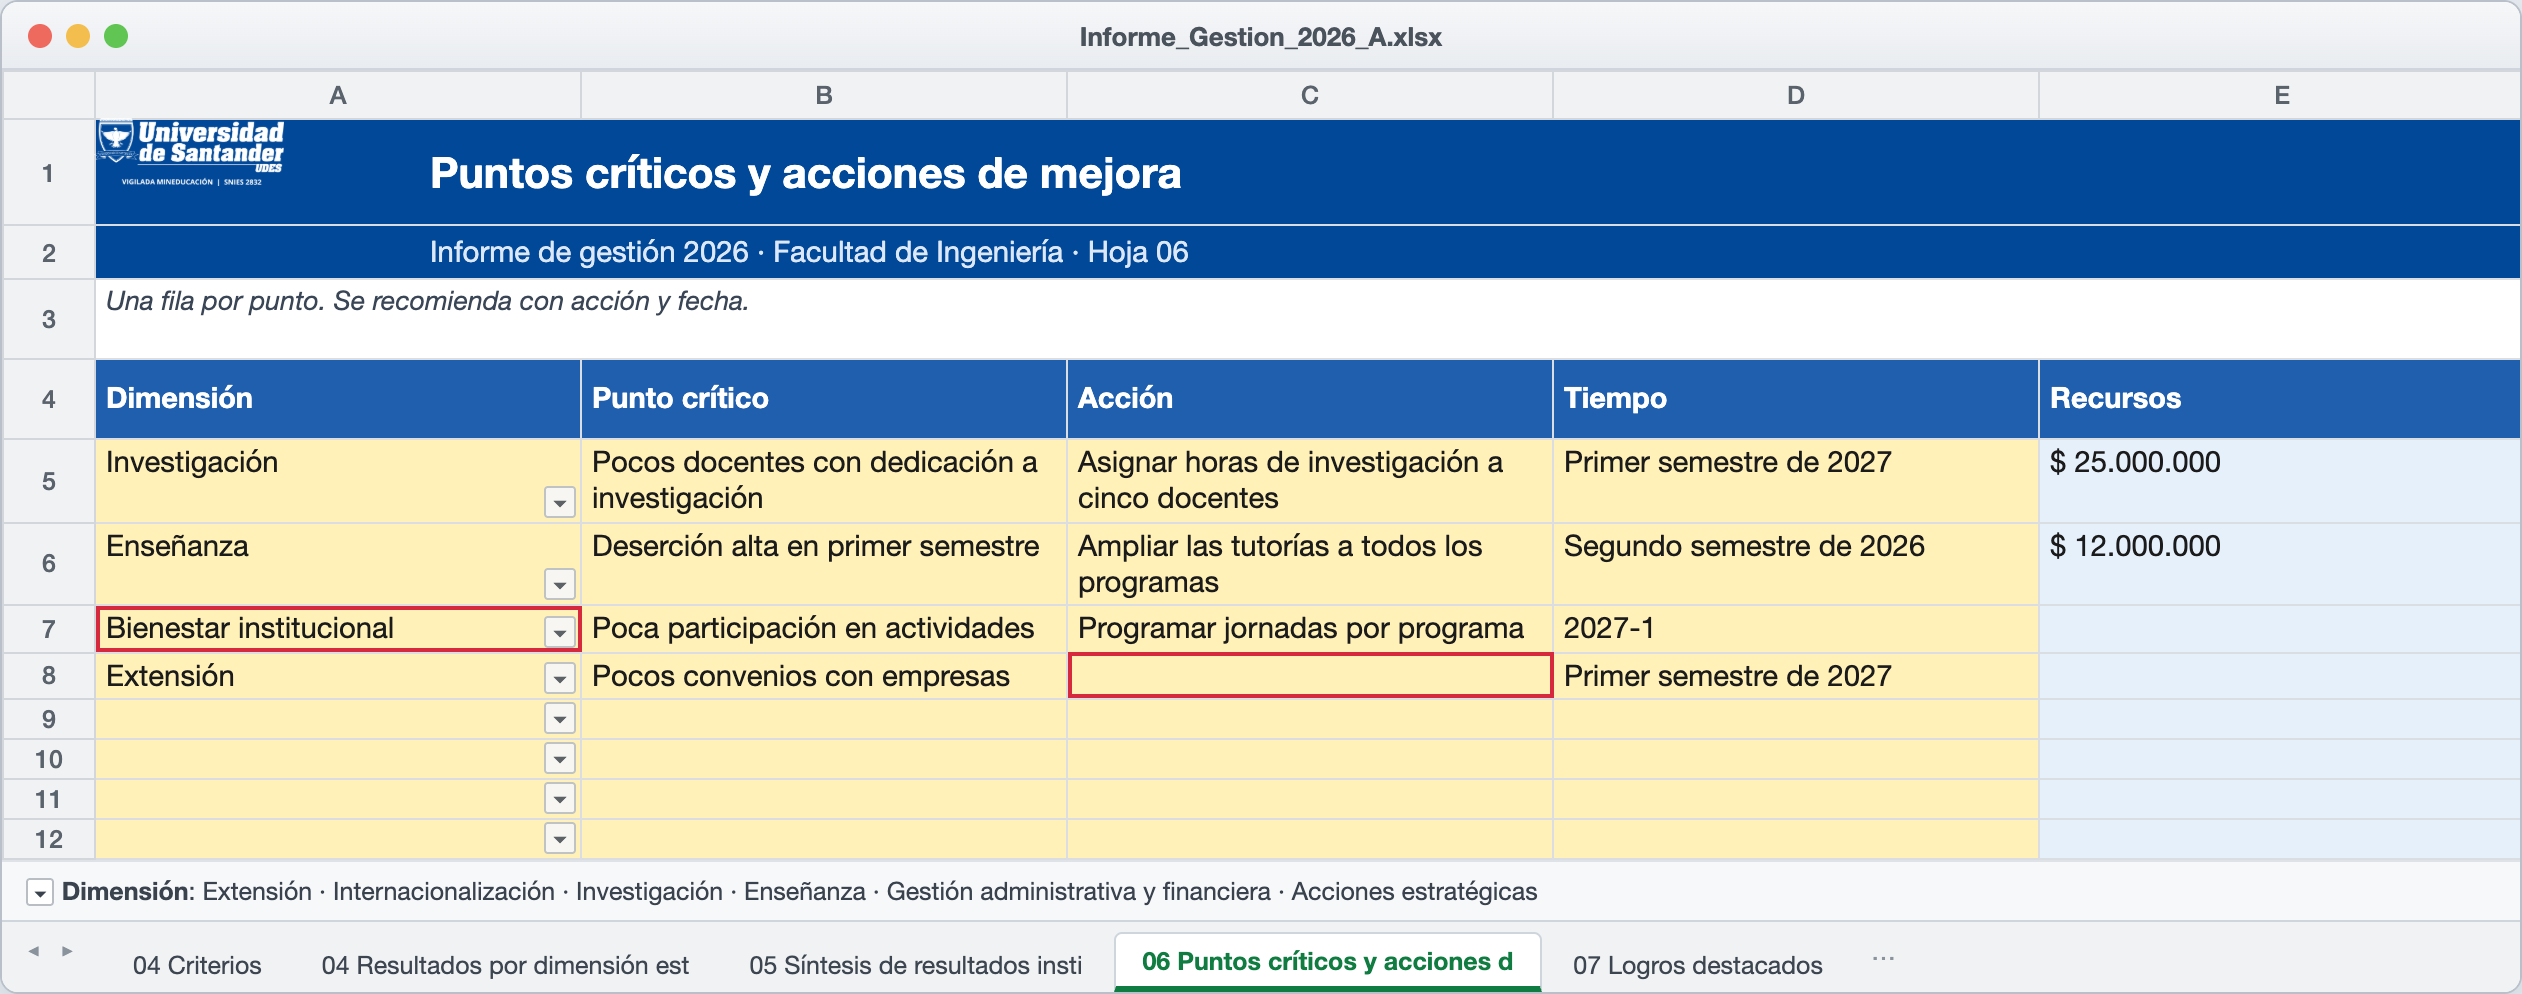 Informe_Gestion_2026_A.xlsx
A B C D E
1
Universidad
de Santander
UDES
VIGILADA MINEDUCACIÓN | SNIES 2832
Puntos críticos y acciones de mejora
2 Informe de gestión 2026 · Facultad de Ingeniería · Hoja 06
3 Una fila por punto. Se recomienda con acción y fecha.
4 Dimensión Punto crítico Acción Tiempo Recursos
5 Investigación Pocos docentes con dedicación a investigación Asignar horas de investigación a cinco docentes Primer semestre de 2027 $ 25.000.000
6 Enseñanza Deserción alta en primer semestre Ampliar las tutorías a todos los programas Segundo semestre de 2026 $ 12.000.000
7 Bienestar institucional Poca participación en actividades Programar jornadas por programa 2027-1
8 Extensión Pocos convenios con empresas Primer semestre de 2027
9
10
11
12
Dimensión: Extensión · Internacionalización · Investigación · Enseñanza · Gestión administrativa y financiera · Acciones estratégicas
04 Criterios 04 Resultados por dimensión est 05 Síntesis de resultados insti 06 Puntos críticos y acciones d 07 Logros destacados ...